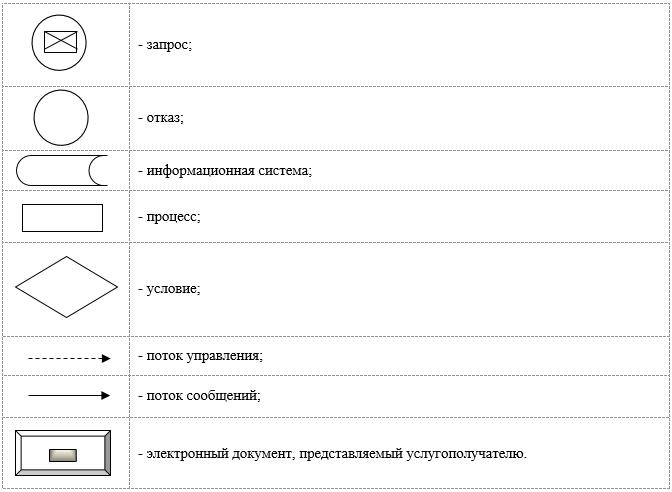 - запрос;
- отказ;
- информационная система;
- процесс;
- условие;
- поток управления;
- поток сообщений;
- электронный документ, представляемый услугополучателю.